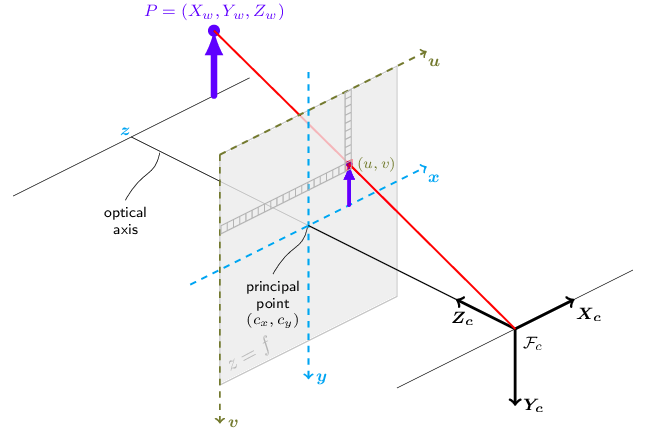 P = (X_w, Y_w, Z_w)
u
z
(u, v)
x
optical
axis
principal
point
(c_x, c_y)
Z_c
X_c
F_c
z = f
y
Y_c
v